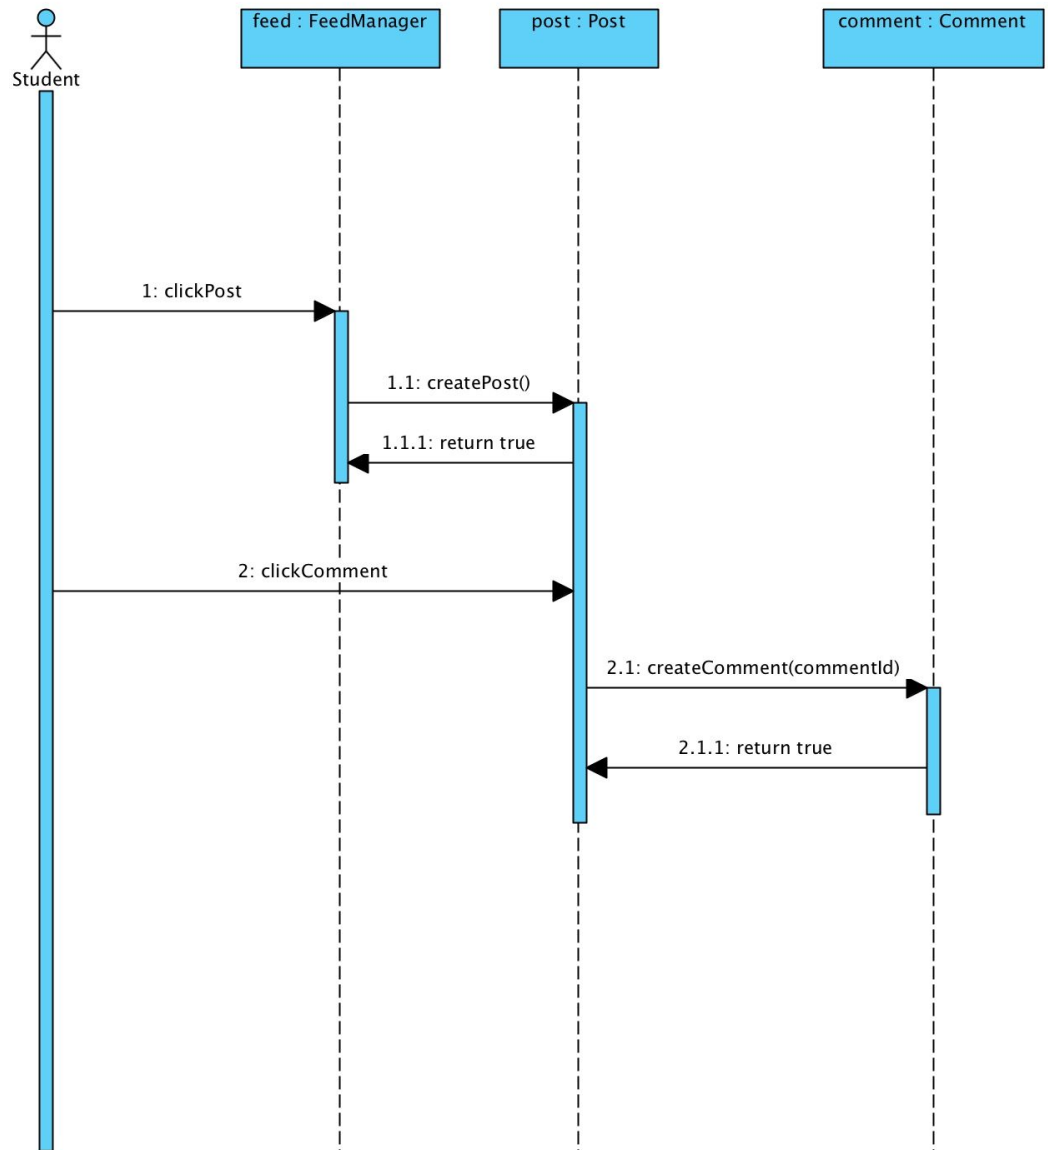 feed : FeedManager
post : Post
comment : Comment
Student
1: clickPost
1.1: createPost()
1.1.1: return true
2: clickComment
2.1: createComment(commentId)
2.1.1: return true